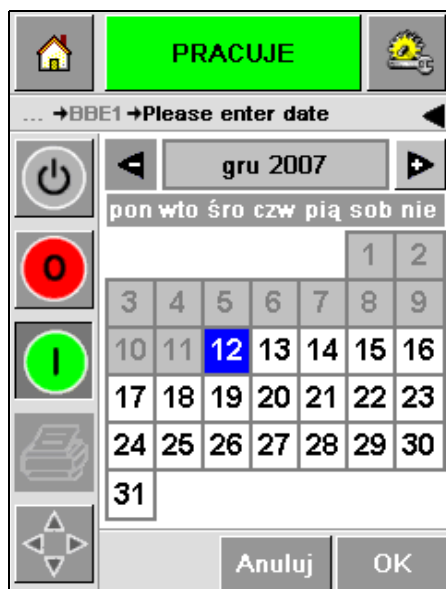 PRACUJE
... →BBE1→Please enter date
gru 2007
pon wto śro czw pią sob nie
1 2
3 4 5 6 7 8 9
10 11 12 13 14 15 16
17 18 19 20 21 22 23
24 25 26 27 28 29 30
31
O
I
Anuluj OK